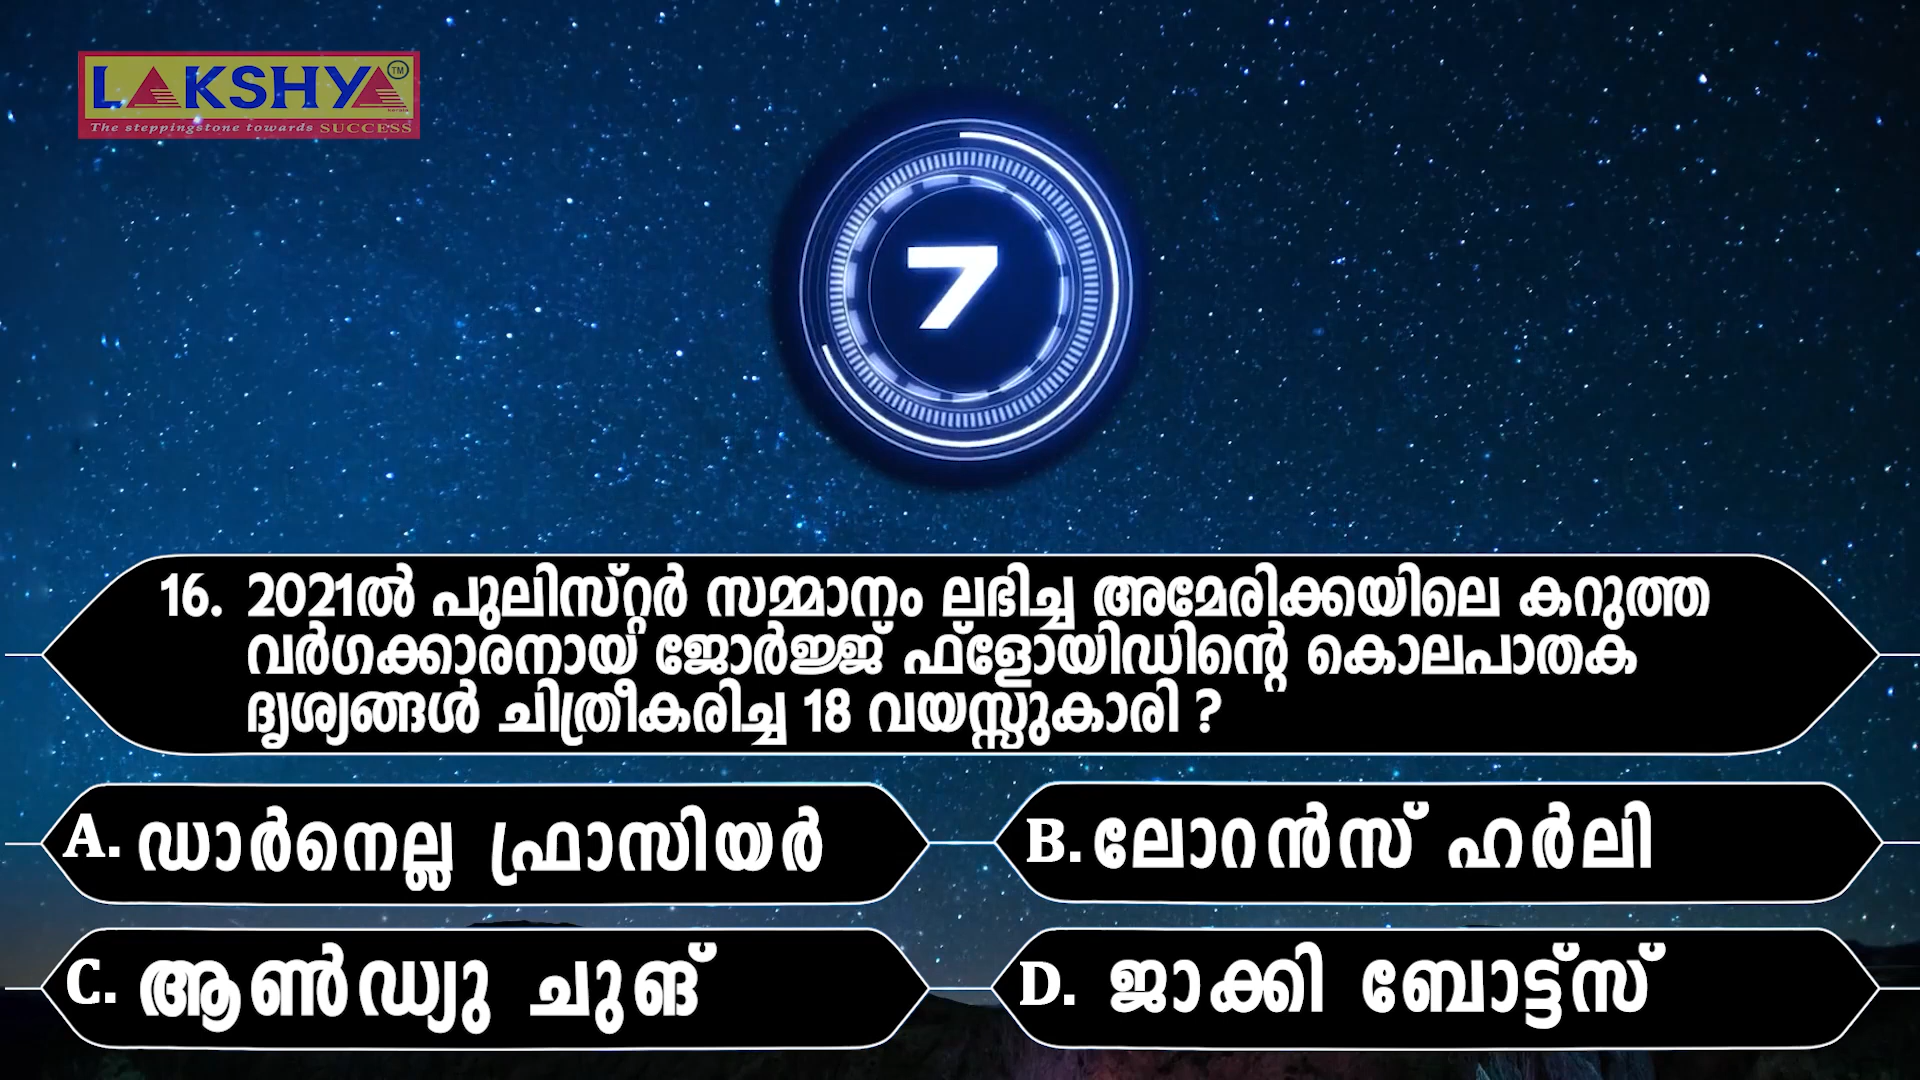 LAKSHYA TM
The steppingstone towards SUCCESS
7
16. 2021ൽ പുലിസ്റ്റർ സമ്മാനം ലഭിച്ച അമേരിക്കയിലെ കറുത്ത
വർഗക്കാരനായ ജോർജ്ജ് ഫ്ളോയിഡിന്റെ കൊലപാതക
ദൃശ്യങ്ങൾ ചിത്രീകരിച്ച 18 വയസ്സുകാരി ?
A. ഡാർനെല്ല ഫ്രാസിയർ
B. ലോറൻസ് ഹർലി
C. ആൺഡ്യു ചുങ്
D. ജാക്കി ബോട്ട്സ്